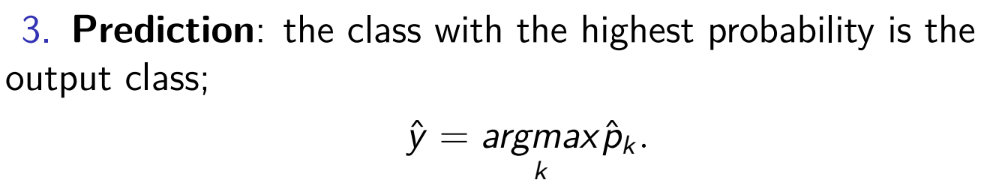 3. Prediction: the class with the highest probability is the
output class;
ŷ = argmax p̂ₖ.
k